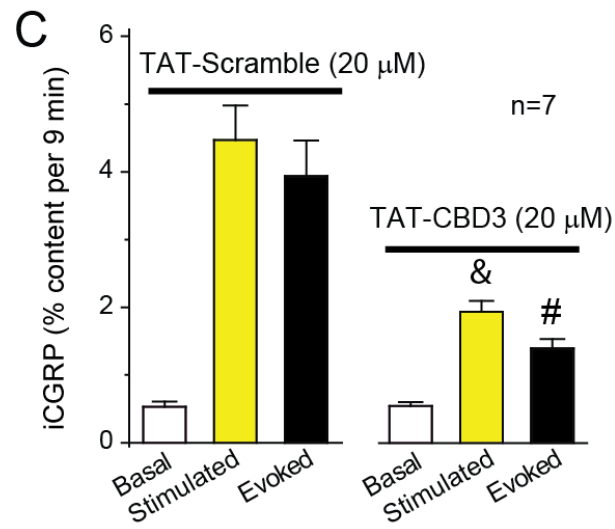 C
iCGRP (% content per 9 min)
6
4
2
0
TAT-Scramble (20 μM)
n=7
TAT-CBD3 (20 μM)
&
#
Basal
Stimulated
Evoked
Basal
Stimulated
Evoked